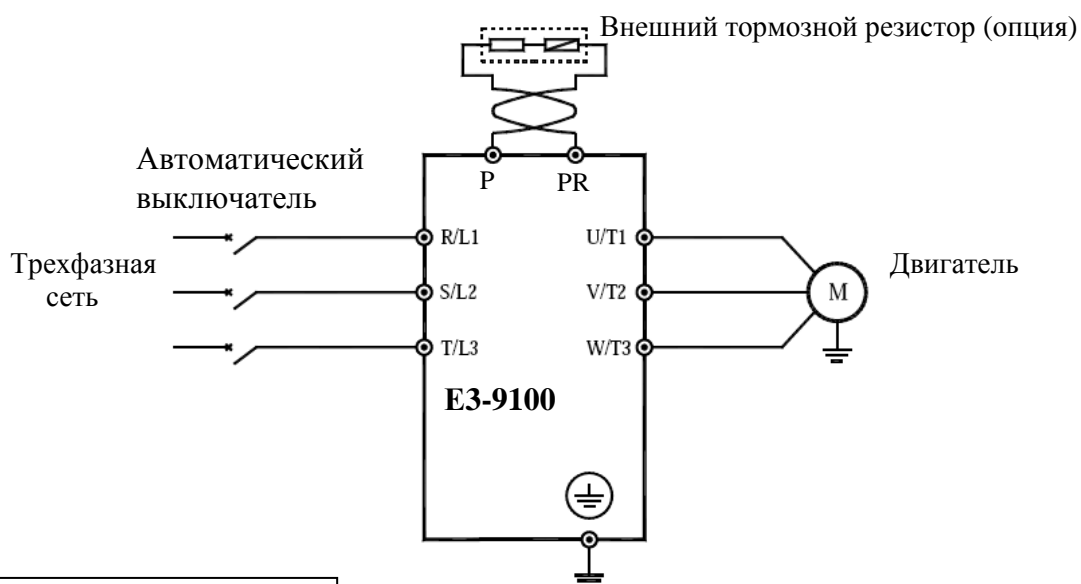 Внешний тормозной резистор (опция)
P
PR
Автоматический
выключатель
Трехфазная
сеть
R/L1
S/L2
T/L3
U/T1
V/T2
W/T3
M
Двигатель
E3-9100